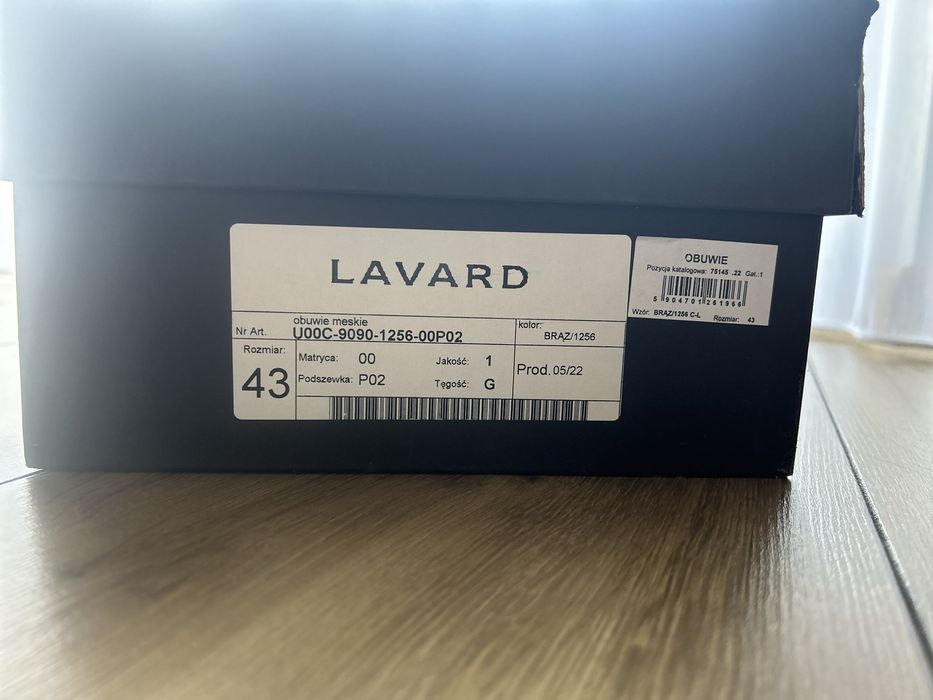 LAVARD
obuwie meskie
Nr Art. U00C-9090-1256-00P02
kolor:
BRĄZ/1256
Rozmiar:
43
Matryca: 00
Jakość: 1
Podszewka: P02
Tęgość: G
Prod. 05/22
OBUWIE
Pozycja katalogowa: 75145 .22 Gat.:1
5 904701 261966
Wzór: BRĄZ/1256 C-L Rozmiar: 43